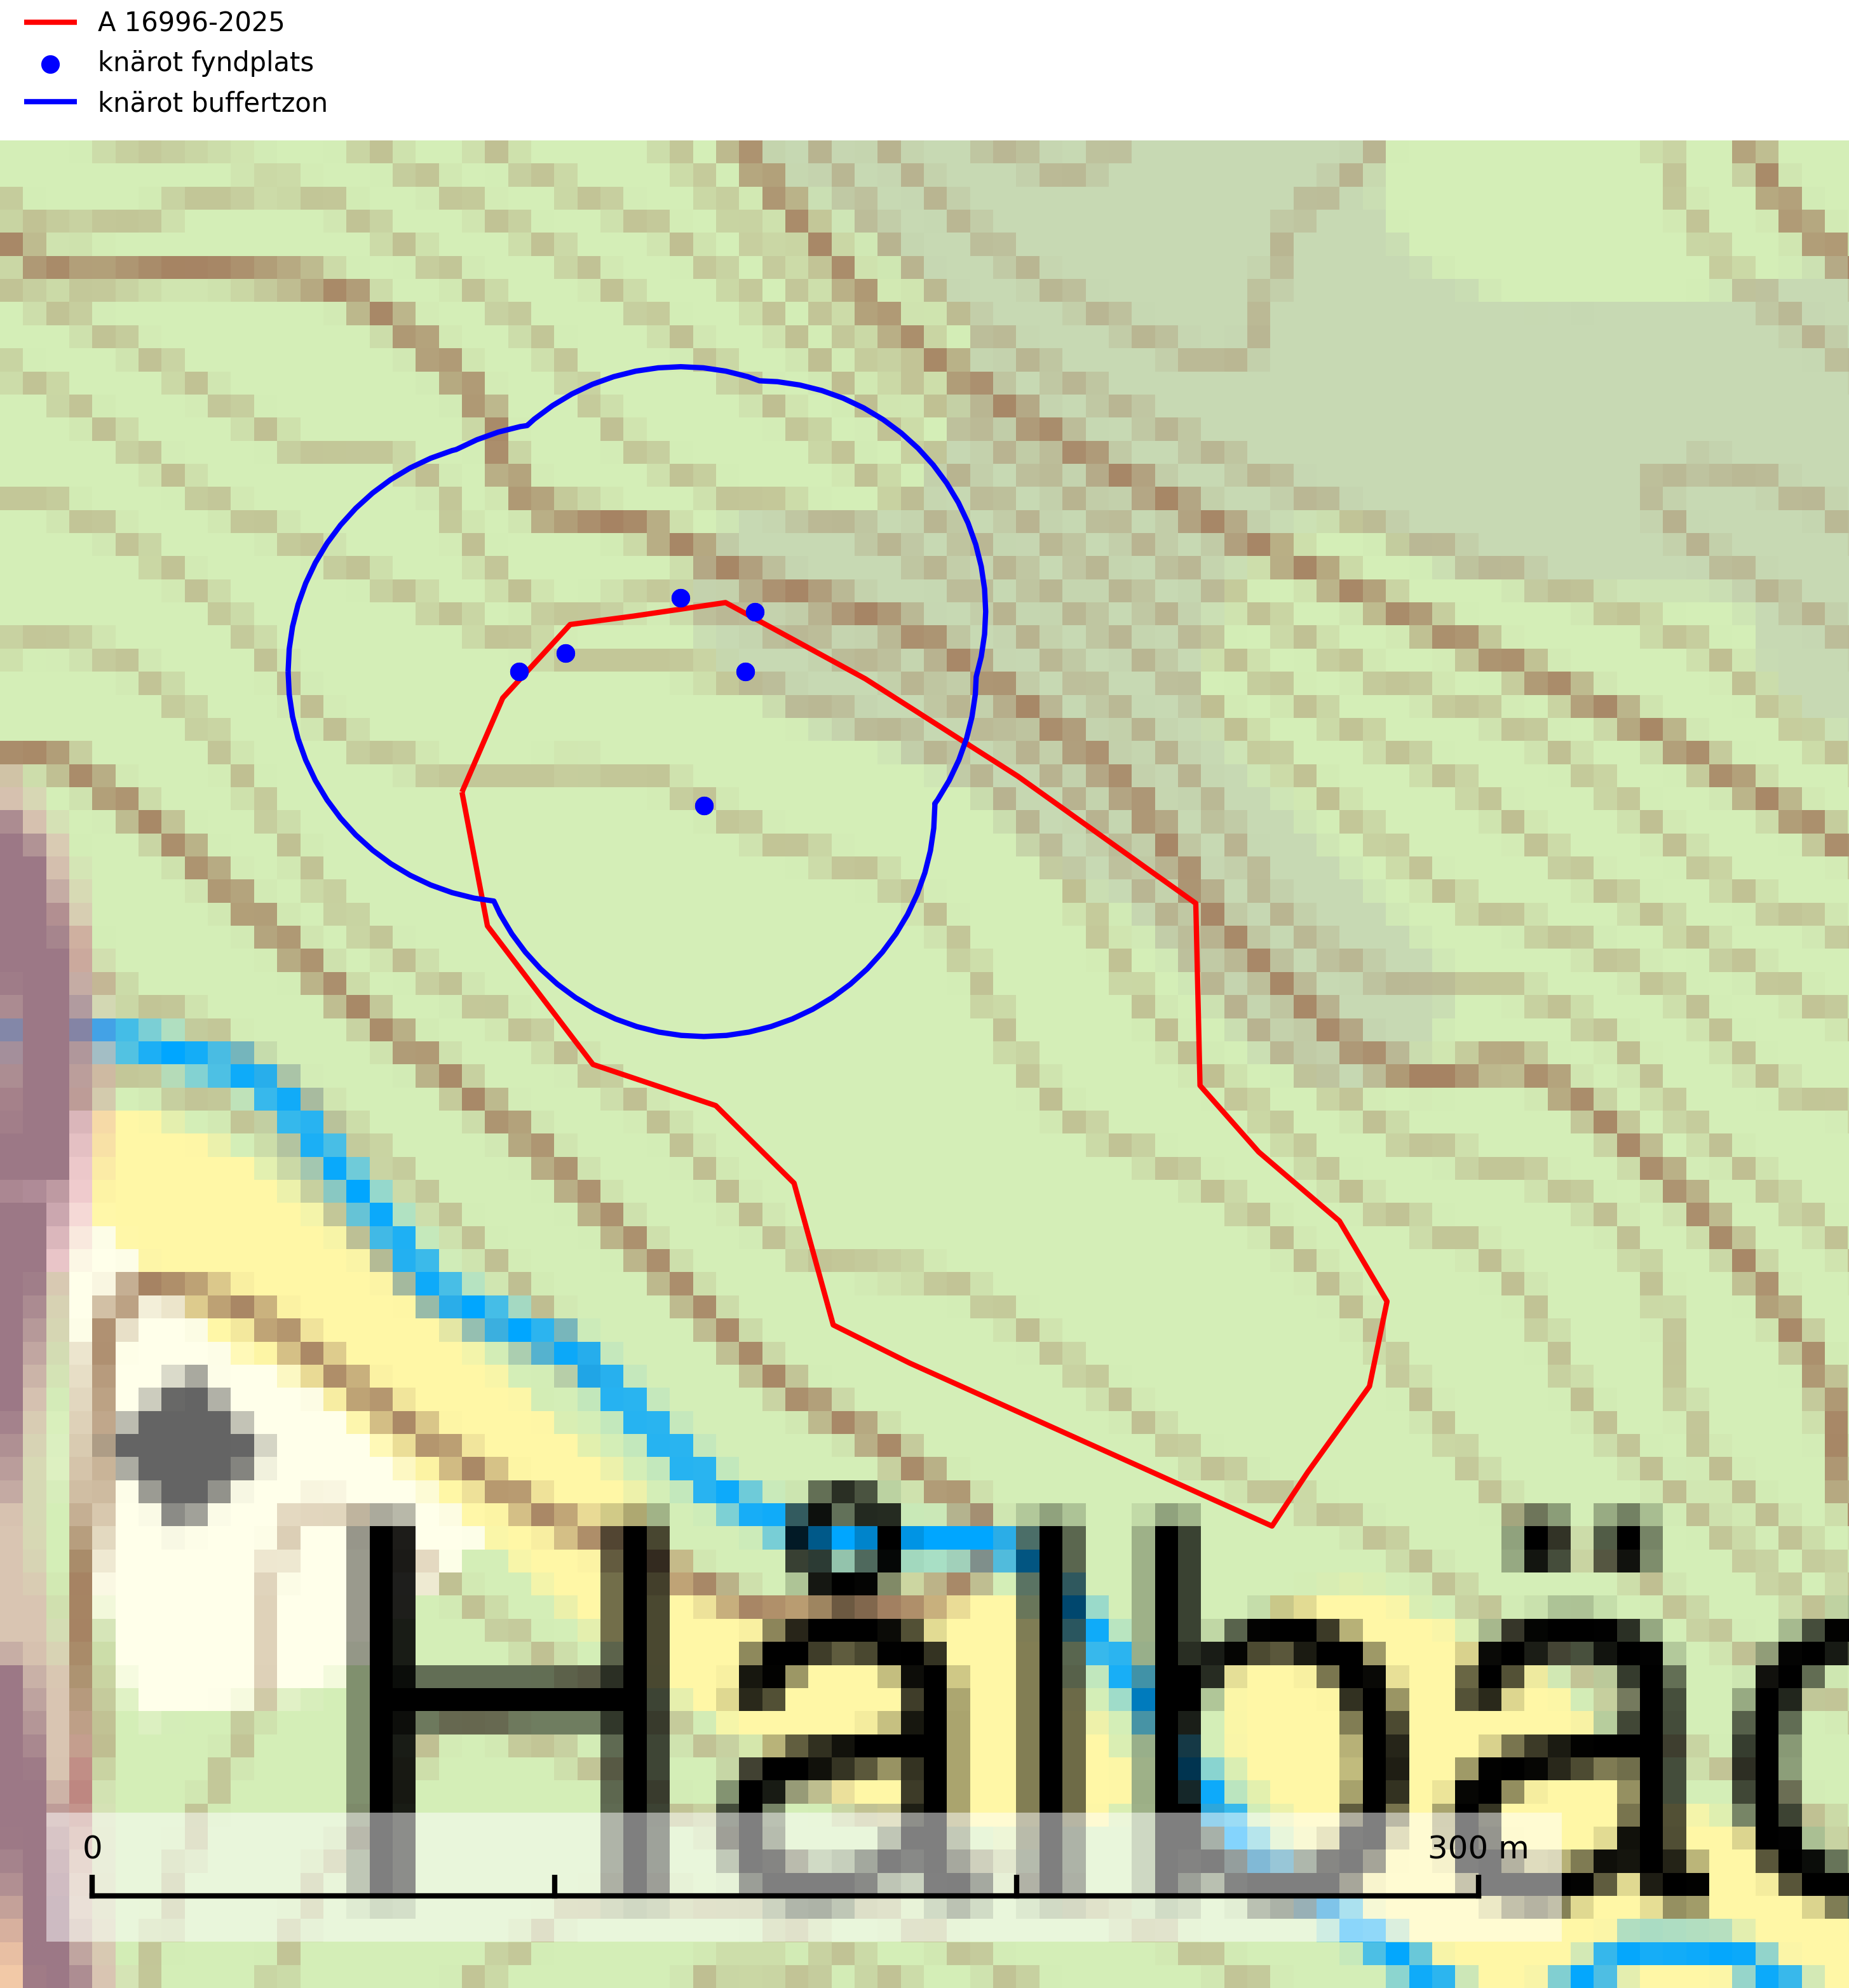 A 16996-2025
knärot fyndplats
knärot buffertzon
0 300 m